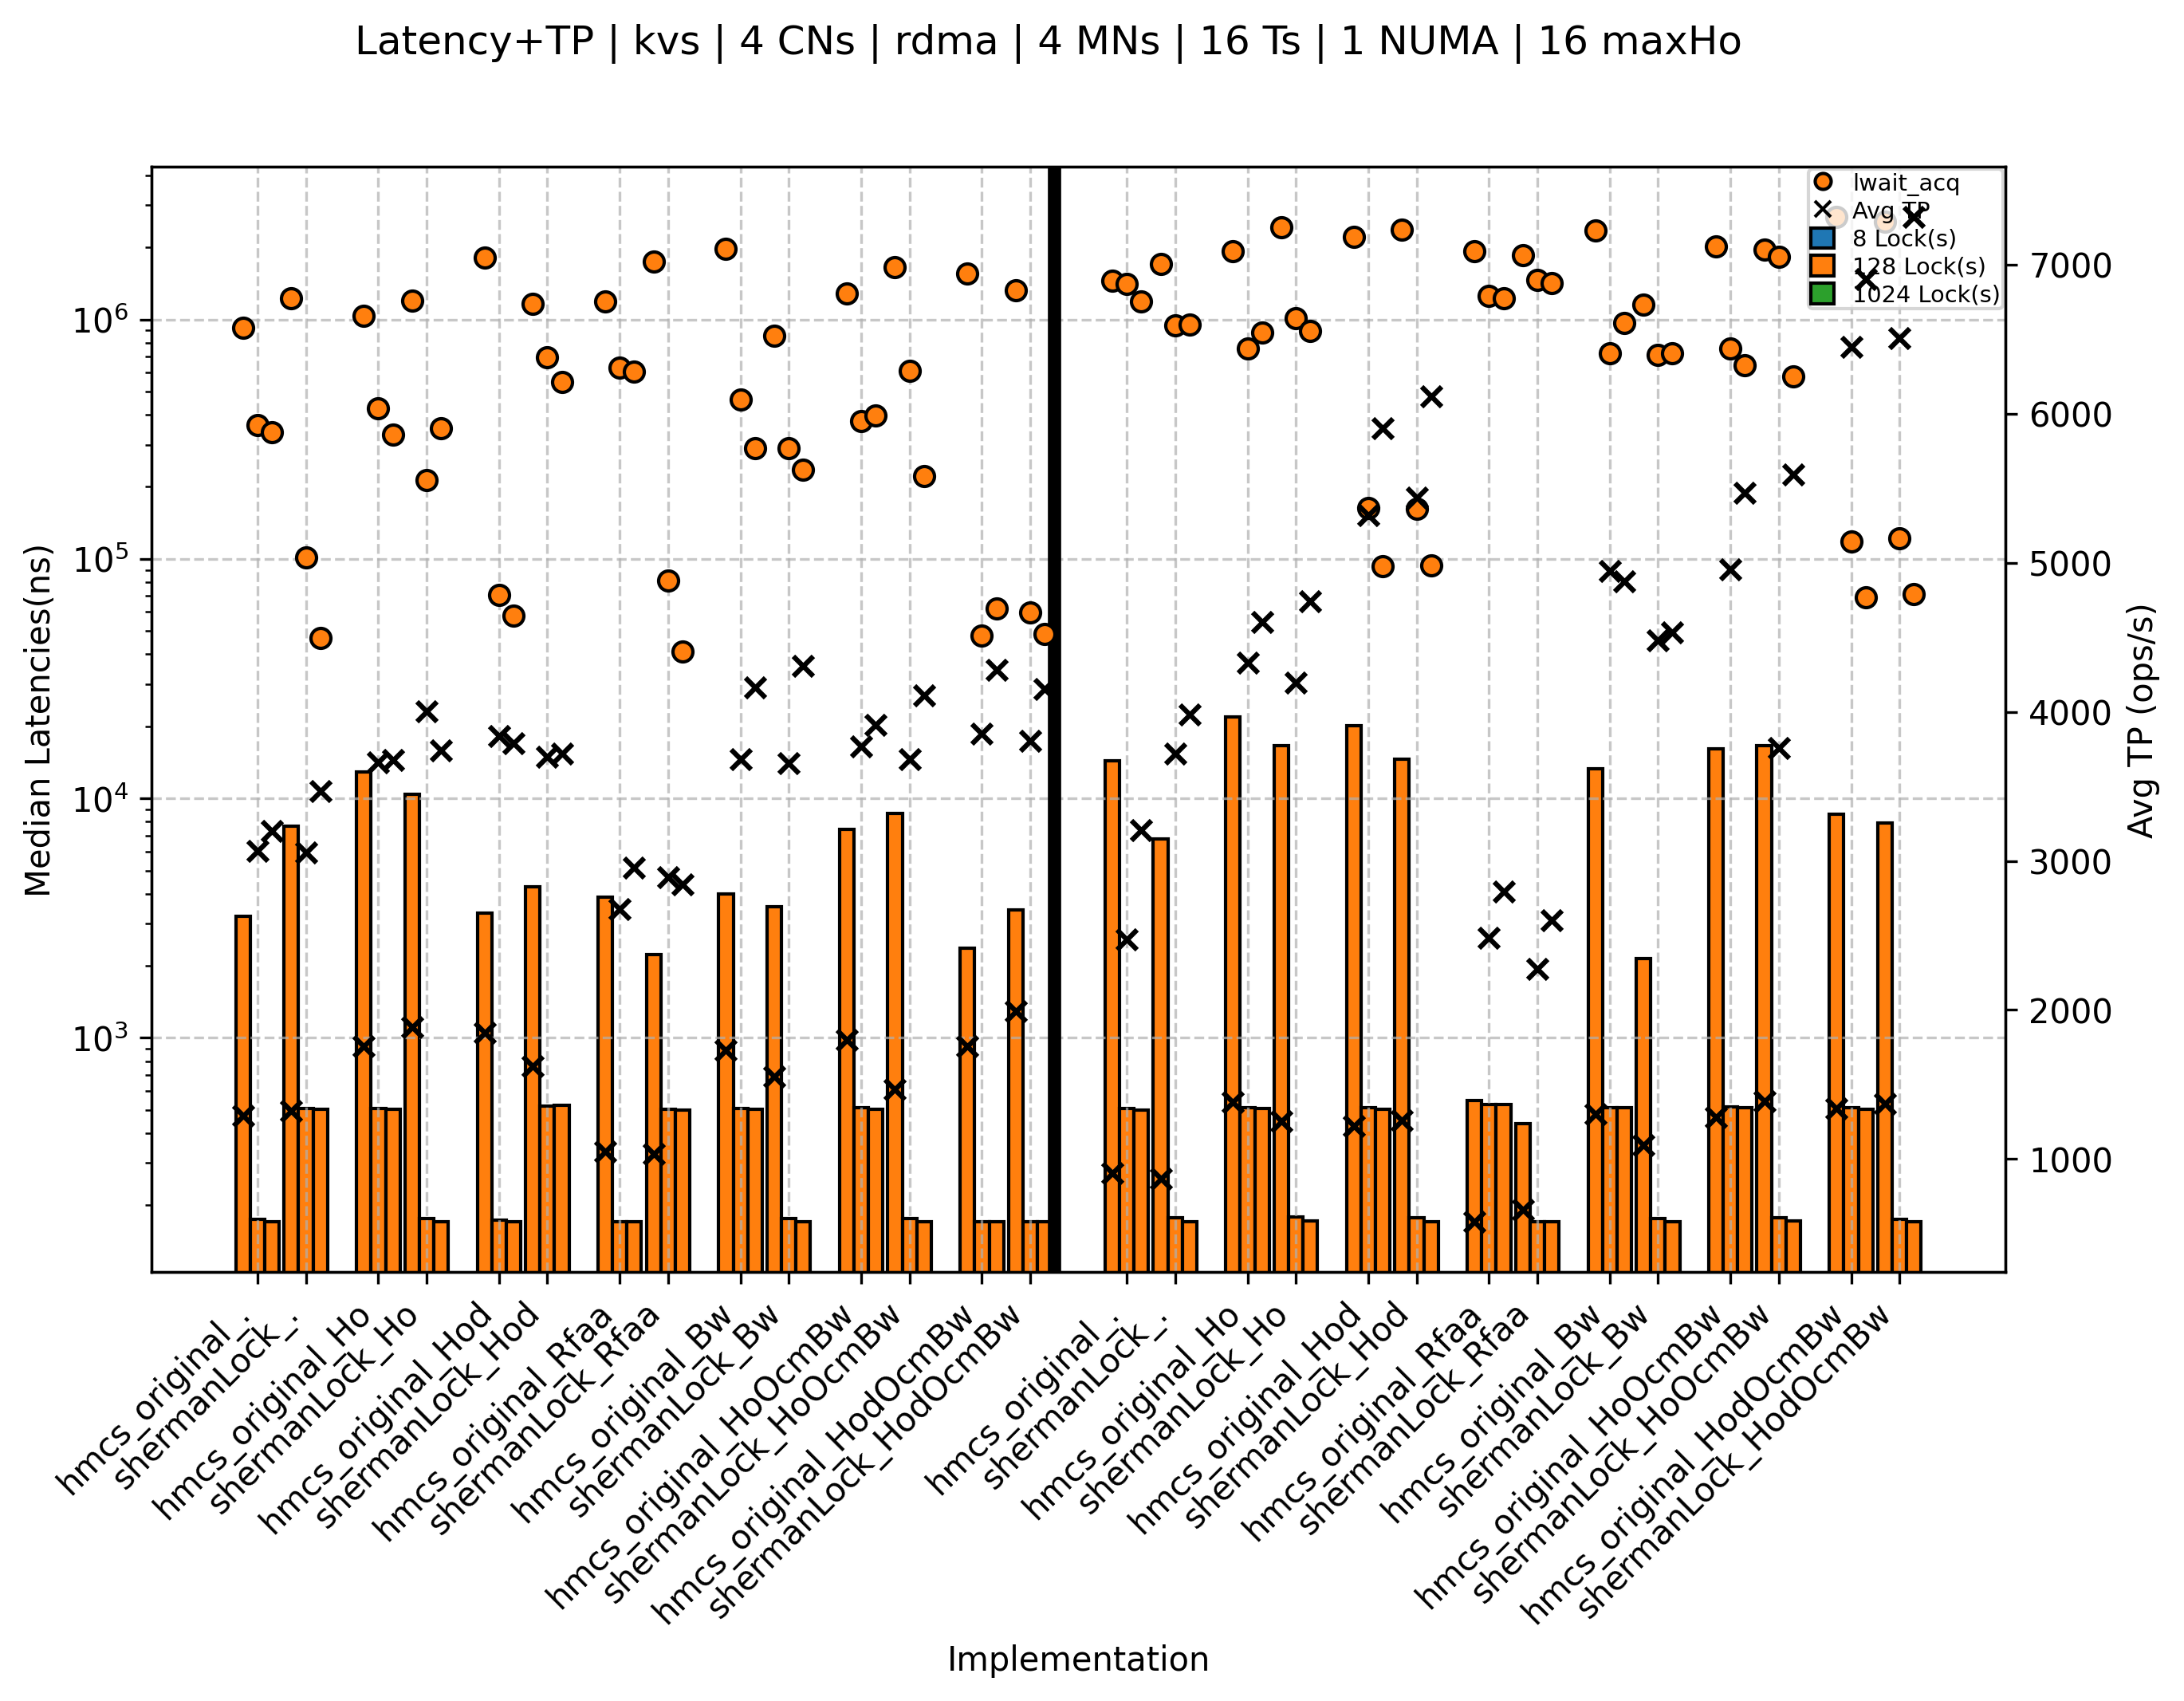 Latency+TP | kvs | 4 CNs | rdma | 4 MNs | 16 Ts | 1 NUMA | 16 maxHo
lwait_acq
Avg TP
8 Lock(s)
128 Lock(s)
1024 Lock(s)
10^6
10^5
10^4
10^3
Median Latencies(ns)
7000
6000
5000
4000
3000
2000
1000
Avg TP (ops/s)
hmcs_original_.
shermanLock_.
hmcs_original_Ho
shermanLock_Ho
hmcs_original_Hod
shermanLock_Hod
hmcs_original_Rfaa
shermanLock_Rfaa
hmcs_original_Bw
shermanLock_Bw
hmcs_original_HoOcmBw
shermanLock_HoOcmBw
hmcs_original_HodOcmBw
shermanLock_HodOcmBw
hmcs_original_.
shermanLock_.
hmcs_original_Ho
shermanLock_Ho
hmcs_original_Hod
shermanLock_Hod
hmcs_original_Rfaa
shermanLock_Rfaa
hmcs_original_Bw
shermanLock_Bw
hmcs_original_HoOcmBw
shermanLock_HoOcmBw
hmcs_original_HodOcmBw
shermanLock_HodOcmBw
Implementation